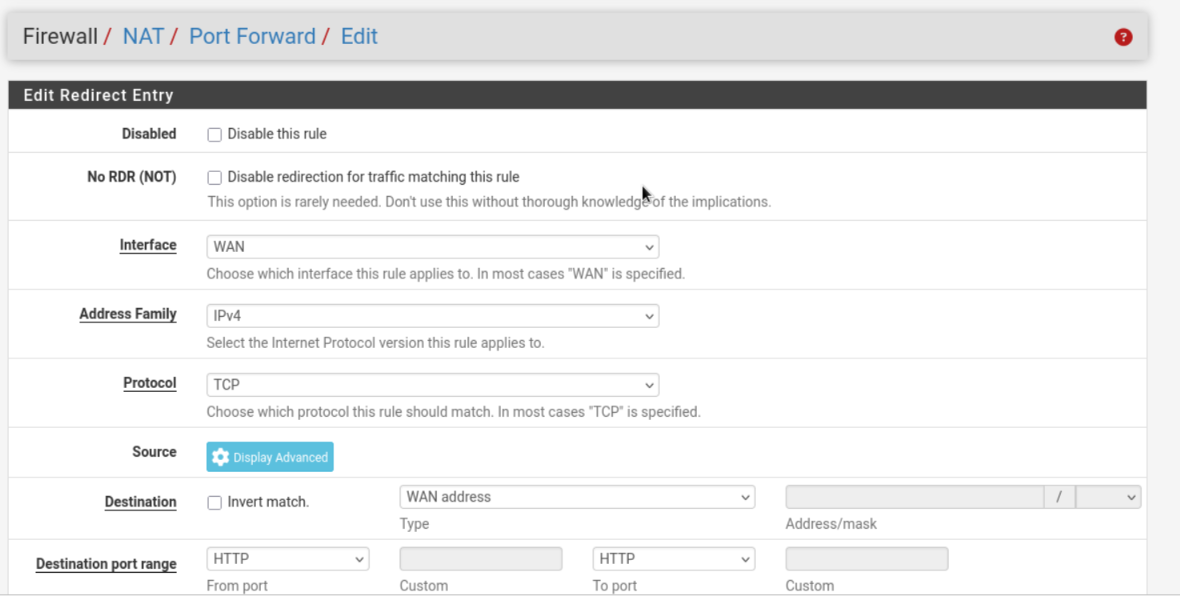 Firewall / NAT / Port Forward / Edit
?
Edit Redirect Entry
Disabled
Disable this rule
No RDR (NOT)
Disable redirection for traffic matching this rule
This option is rarely needed. Don't use this without thorough knowledge of the implications.
Interface
WAN
Choose which interface this rule applies to. In most cases "WAN" is specified.
Address Family
IPv4
Select the Internet Protocol version this rule applies to.
Protocol
TCP
Choose which protocol this rule should match. In most cases "TCP" is specified.
Source
Display Advanced
Destination
Invert match.
WAN address
/
Type
Address/mask
Destination port range
HTTP
HTTP
From port
Custom
To port
Custom